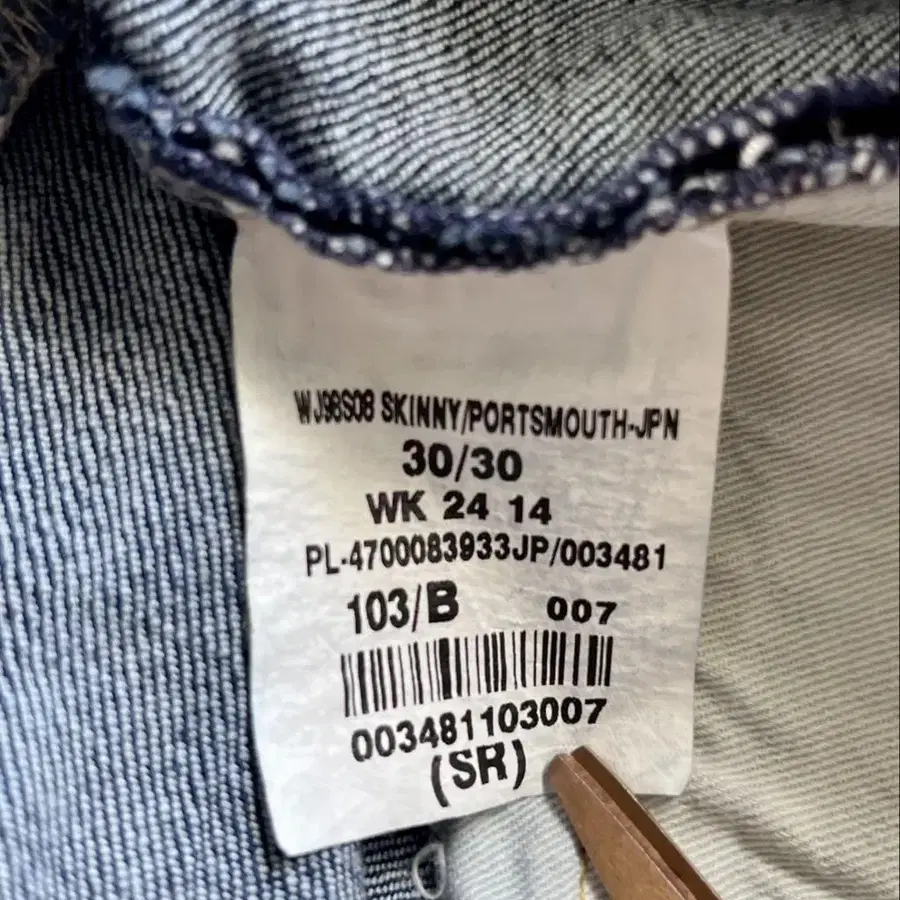 WJ98S08 SKINNY/PORTSMOUTH-JPN
30/30
WK 24 14
PL-4700083933JP/003481
103/B 007
003481103007
(SR)